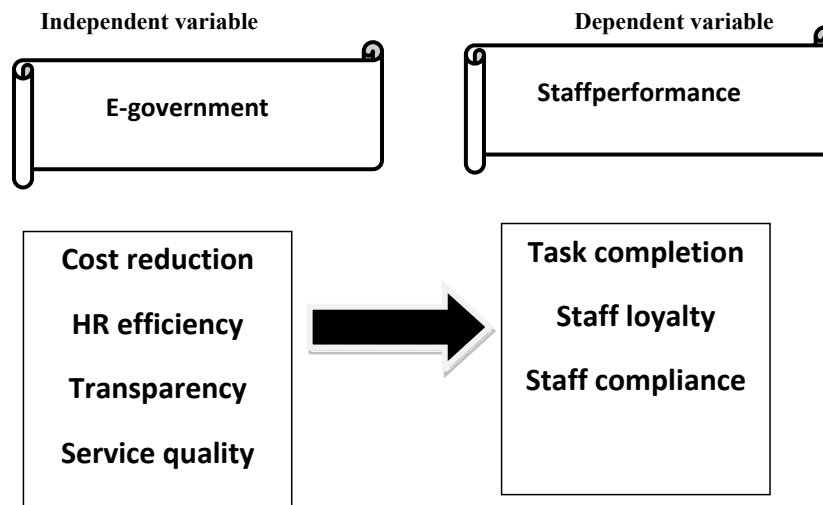 Independent variable
Dependent variable
E-government
Staffperformance
Cost reduction
HR efficiency
Transparency
Service quality
Task completion
Staff loyalty
Staff compliance